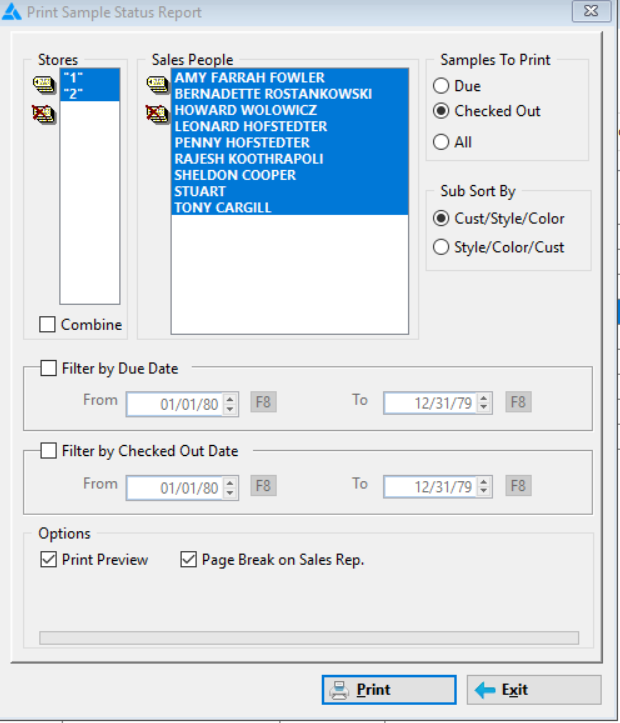 Print Sample Status Report
Stores
"1"
"2"
Combine
Sales People
AMY FARRAH FOWLER
BERNADETTE ROSTANKOWSKI
HOWARD WOLOWICZ
LEONARD HOFSTEDTER
PENNY HOFSTEDTER
RAJESH KOOTHRAPOLI
SHELDON COOPER
STUART
TONY CARGILL
Samples To Print
Due
Checked Out
All
Sub Sort By
Cust/Style/Color
Style/Color/Cust
Filter by Due Date
From 01/01/80 F8 To 12/31/79 F8
Filter by Checked Out Date
From 01/01/80 F8 To 12/31/79 F8
Options
Print Preview Page Break on Sales Rep.
Print Exit